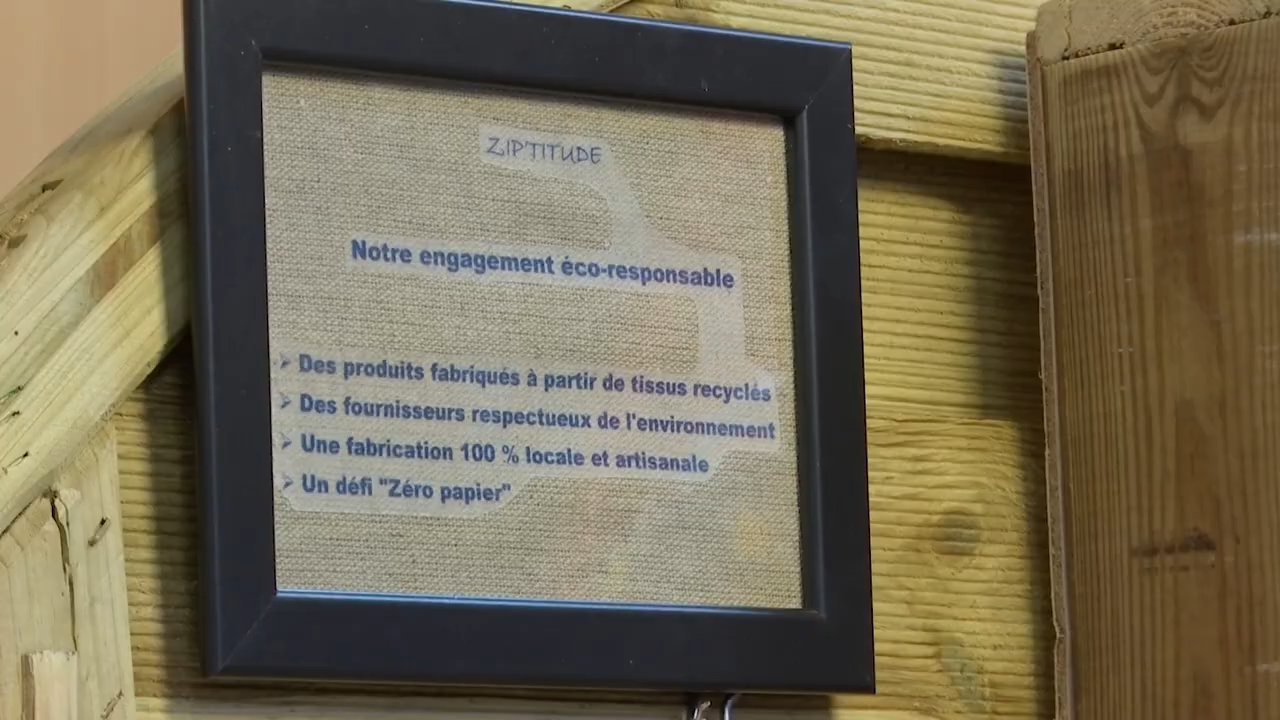 ZIP'TITUDE
Notre engagement éco-responsable
➢ Des produits fabriqués à partir de tissus recyclés
➢ Des fournisseurs respectueux de l'environnement
➢ Une fabrication 100 % locale et artisanale
➢ Un défi "Zéro papier"